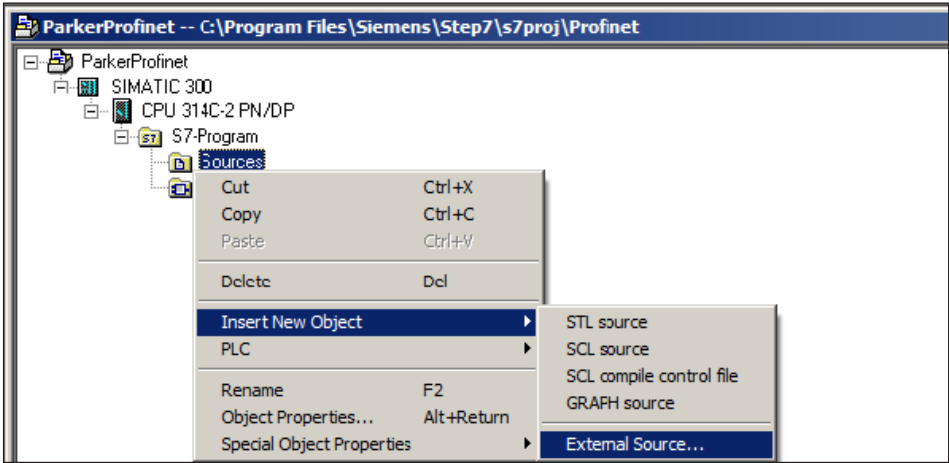 ParkerProfinet -- C:\Program Files\Siemens\Step7\s7proj\Profinet
ParkerProfinet
SIMATIC 300
CPU 314C-2 PN/DP
S7-Program
Sources
Cut Ctrl+X
Copy Ctrl+C
Paste Ctrl+V
Delete Del
Insert New Object
PLC
Rename F2
Object Properties... Alt+Return
Special Object Properties
STL source
SCL source
SCL compile control file
GRAPH source
External Source...